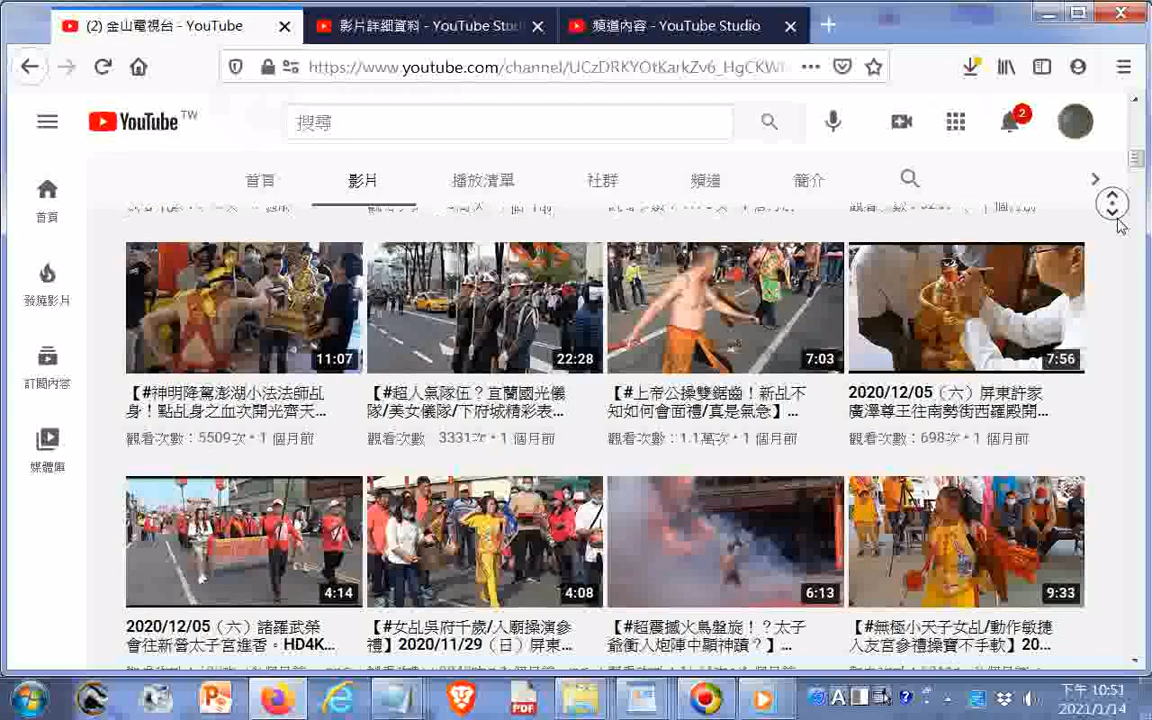 (2) 金山電視台 - YouTube
影片詳細資料 - YouTube Stu
頻道內容 - YouTube Studio
https://www.youtube.com/channel/UCzDRKYOtKarkZv6_HgCKW
YouTube TW
搜尋
2
首頁
影片
播放清單
社群
頻道
簡介
首頁
發燒影片
訂閱內容
媒體庫
11:07
22:28
7:03
7:56
【#神明降駕澎湖小法法師乩
身！點乩身之血次開光齊天...
觀看次數：5509次 • 1 個月前
【#超人氣隊伍？宜蘭國光儀
隊/美女儀隊/下府城精彩表...
觀看次數 3331次 • 1 個月前
【#上帝公操雙鋸齒！新乩不
知如何會面禮/真是氣急】...
觀看次數：1.1萬次 • 1 個月前
2020/12/05（六）屏東許家
廣澤尊王往南勢街西羅殿開...
觀看次數：698次 • 1 個月前
4:14
4:08
6:13
9:33
2020/12/05（六）諸羅武榮
會往新營太子宮進香。HD4K...
【#女乩吳府千歲/入廟操演參
禮】2020/11/29（日）屏東...
【#超震撼火鳥盤旋！？太子
爺衝入炮陣中顯神蹟？】...
【#無極小天子女乩/動作敏捷
入友宮參禮操寶不手軟】20...
PDF
下午 10:51
2021/1/14